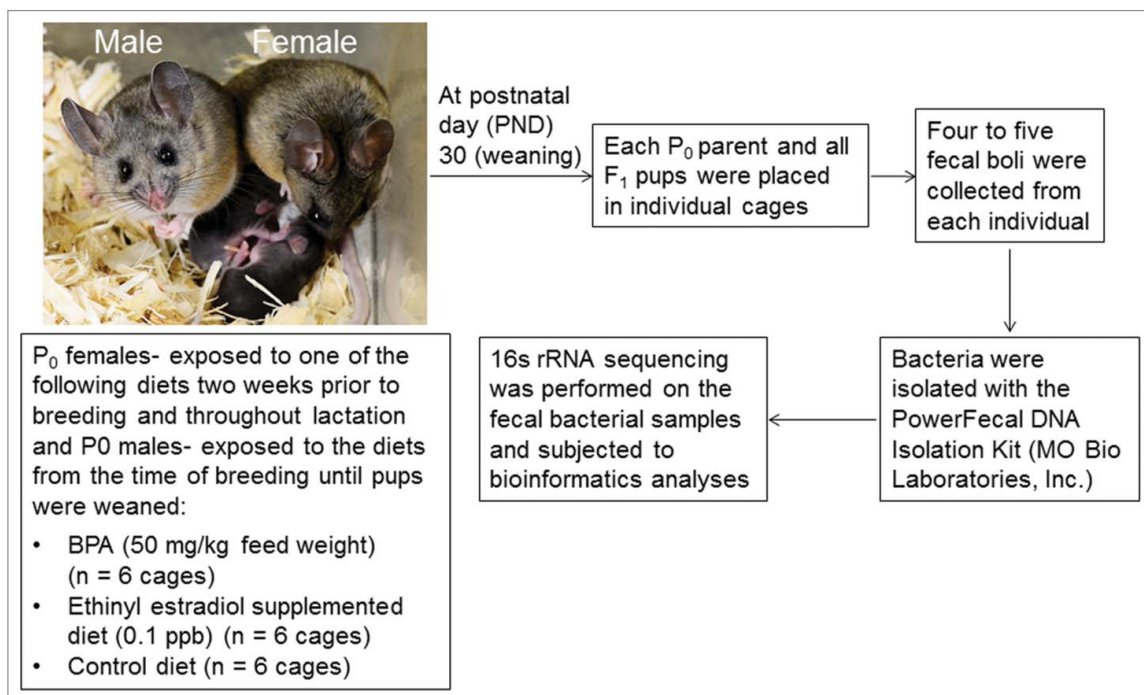 Male Female
At postnatal
day (PND)
30 (weaning)
Each P₀ parent and all
F₁ pups were placed
in individual cages
Four to five
fecal boli were
collected from
each individual
Bacteria were
isolated with the
PowerFecal DNA
Isolation Kit (MO Bio
Laboratories, Inc.)
16s rRNA sequencing
was performed on the
fecal bacterial samples
and subjected to
bioinformatics analyses
P₀ females- exposed to one of the
following diets two weeks prior to
breeding and throughout lactation
and P0 males- exposed to the diets
from the time of breeding until pups
were weaned:
• BPA (50 mg/kg feed weight)
(n = 6 cages)
• Ethinyl estradiol supplemented
diet (0.1 ppb) (n = 6 cages)
• Control diet (n = 6 cages)